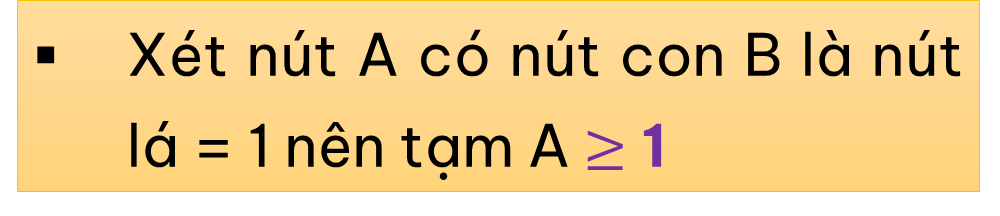 ▪ Xét nút A có nút con B là nút
lá = 1 nên tạm A ≥ 1